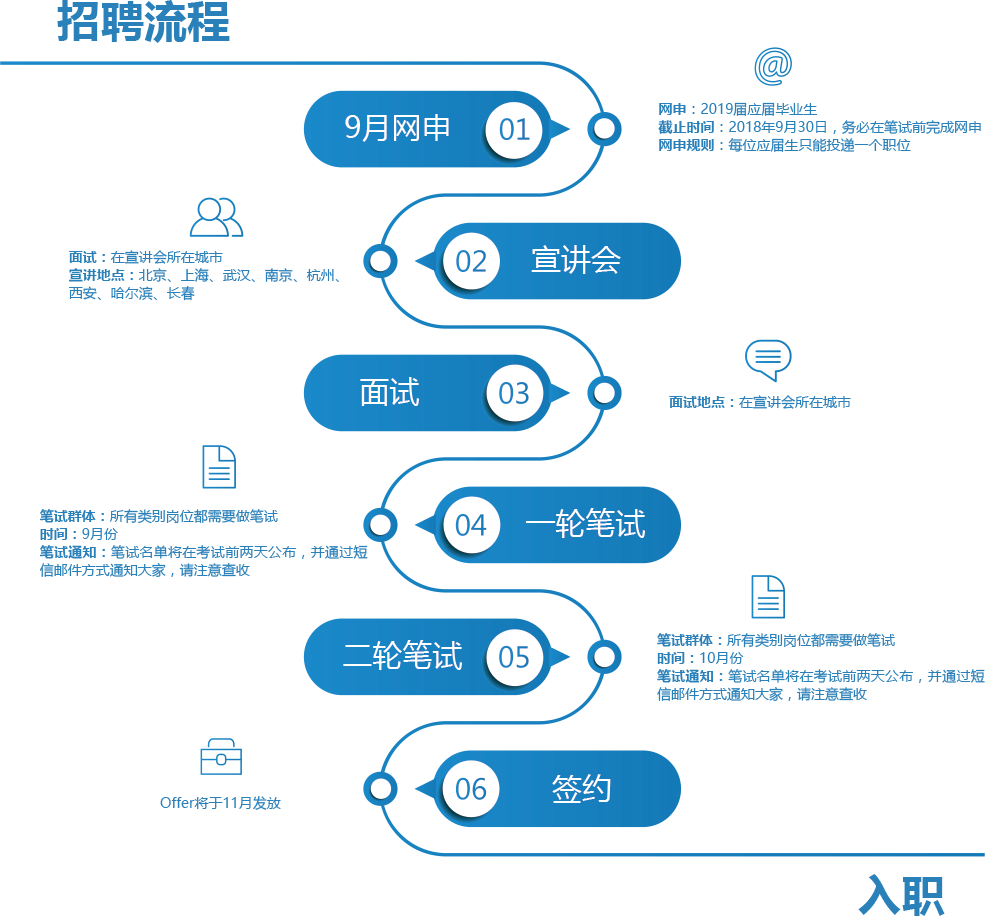 招聘流程
9月网申 01
@
网申：2019届应届毕业生
截止时间：2018年9月30日，务必在笔试前完成网申
网申规则：每位应届生只能投递一个职位
面试：在宣讲会所在城市
宣讲地点：北京、上海、武汉、南京、杭州、
西安、哈尔滨、长春
02 宣讲会
面试 03
面试地点：在宣讲会所在城市
笔试群体：所有类别岗位都需要做笔试
时间：9月份
笔试通知：笔试名单将在考试前两天公布，并通过短
信邮件方式通知大家，请注意查收
04 一轮笔试
二轮笔试 05
笔试群体：所有类别岗位都需要做笔试
时间：10月份
笔试通知：笔试名单将在考试前两天公布，并通过短
信邮件方式通知大家，请注意查收
Offer将于11月发放
06 签约
入职